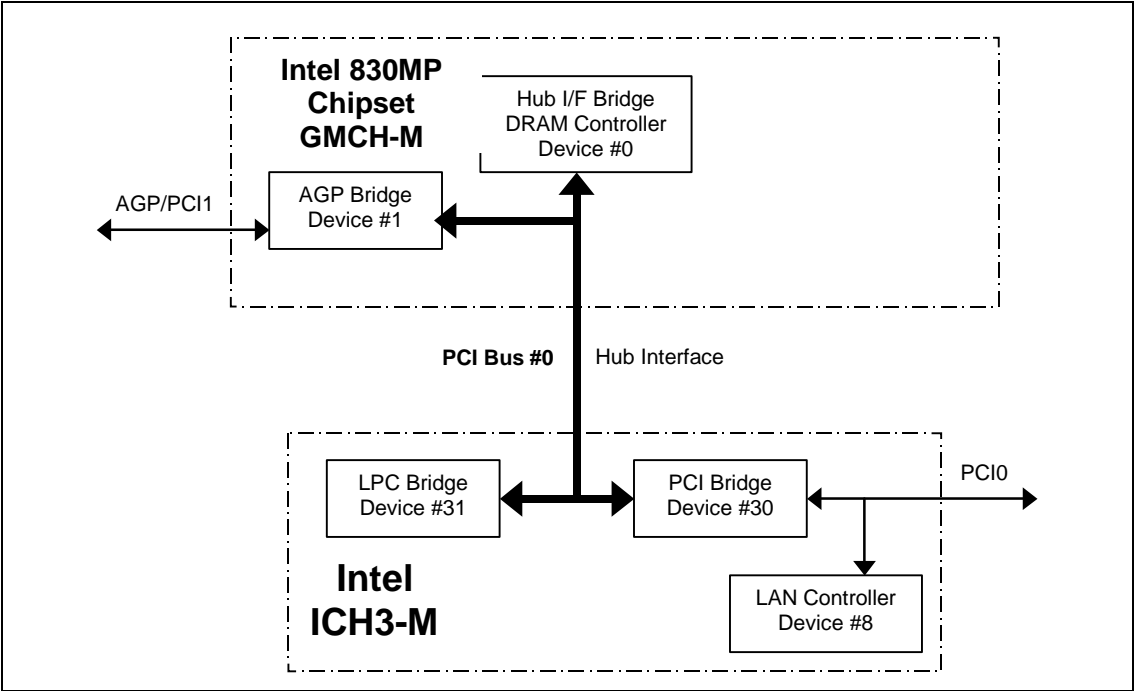 Intel 830MP
Chipset
GMCH-M
Hub I/F Bridge
DRAM Controller
Device #0
AGP/PCI1
AGP Bridge
Device #1
PCI Bus #0
Hub Interface
LPC Bridge
Device #31
PCI Bridge
Device #30
PCI0
Intel
ICH3-M
LAN Controller
Device #8